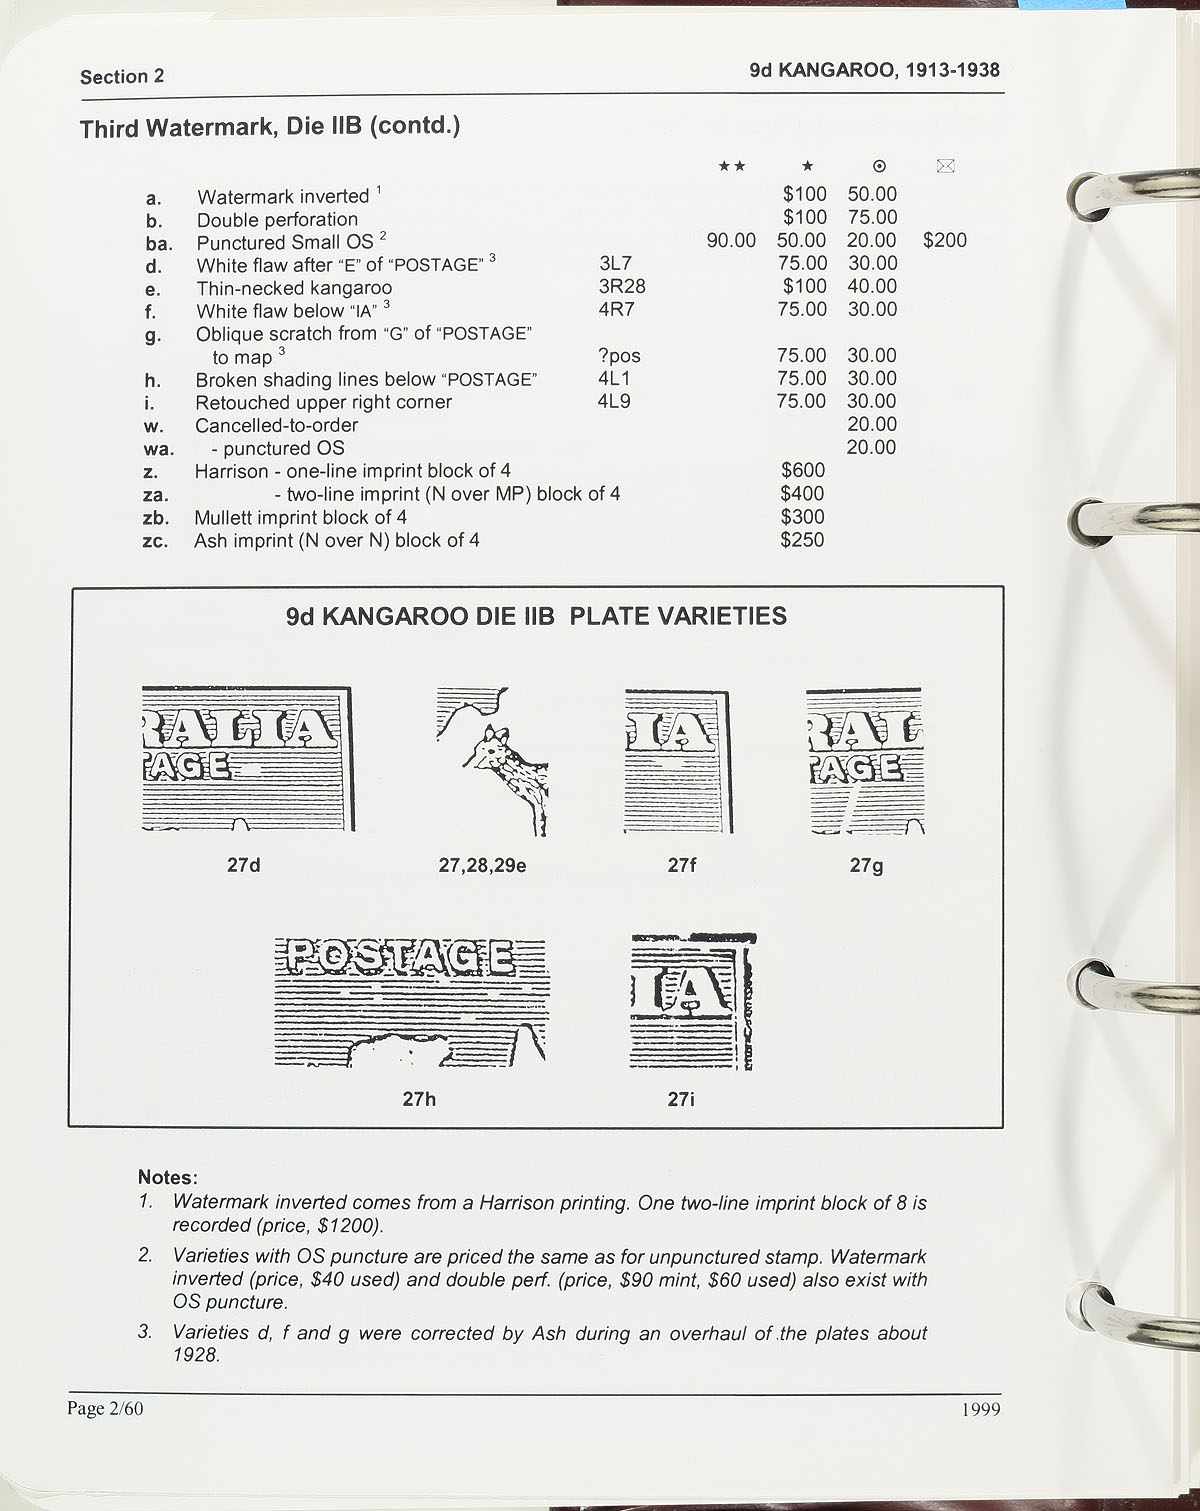 Section 2 9d KANGAROO, 1913-1938
Third Watermark, Die IIB (contd.)
★★ ★ ⊙ ✉
a. Watermark inverted 1 $100 50.00
b. Double perforation $100 75.00
ba. Punctured Small OS 2 90.00 50.00 20.00 $200
d. White flaw after “E” of “POSTAGE” 3 3L7 75.00 30.00
e. Thin-necked kangaroo 3R28 $100 40.00
f. White flaw below “IA” 3 4R7 75.00 30.00
g. Oblique scratch from “G” of “POSTAGE”
to map 3 ?pos 75.00 30.00
h. Broken shading lines below “POSTAGE” 4L1 75.00 30.00
i. Retouched upper right corner 4L9 75.00 30.00
w. Cancelled-to-order 20.00
wa. - punctured OS 20.00
z. Harrison - one-line imprint block of 4 $600
za. - two-line imprint (N over MP) block of 4 $400
zb. Mullett imprint block of 4 $300
zc. Ash imprint (N over N) block of 4 $250
9d KANGAROO DIE IIB PLATE VARIETIES
RALIA IA RAL
TAGE TAGE
27d 27,28,29e 27f 27g
POSTAGE IA
27h 27i
Notes:
1. Watermark inverted comes from a Harrison printing. One two-line imprint block of 8 is
recorded (price, $1200).
2. Varieties with OS puncture are priced the same as for unpunctured stamp. Watermark
inverted (price, $40 used) and double perf. (price, $90 mint, $60 used) also exist with
OS puncture.
3. Varieties d, f and g were corrected by Ash during an overhaul of the plates about
1928.
Page 2/60 1999